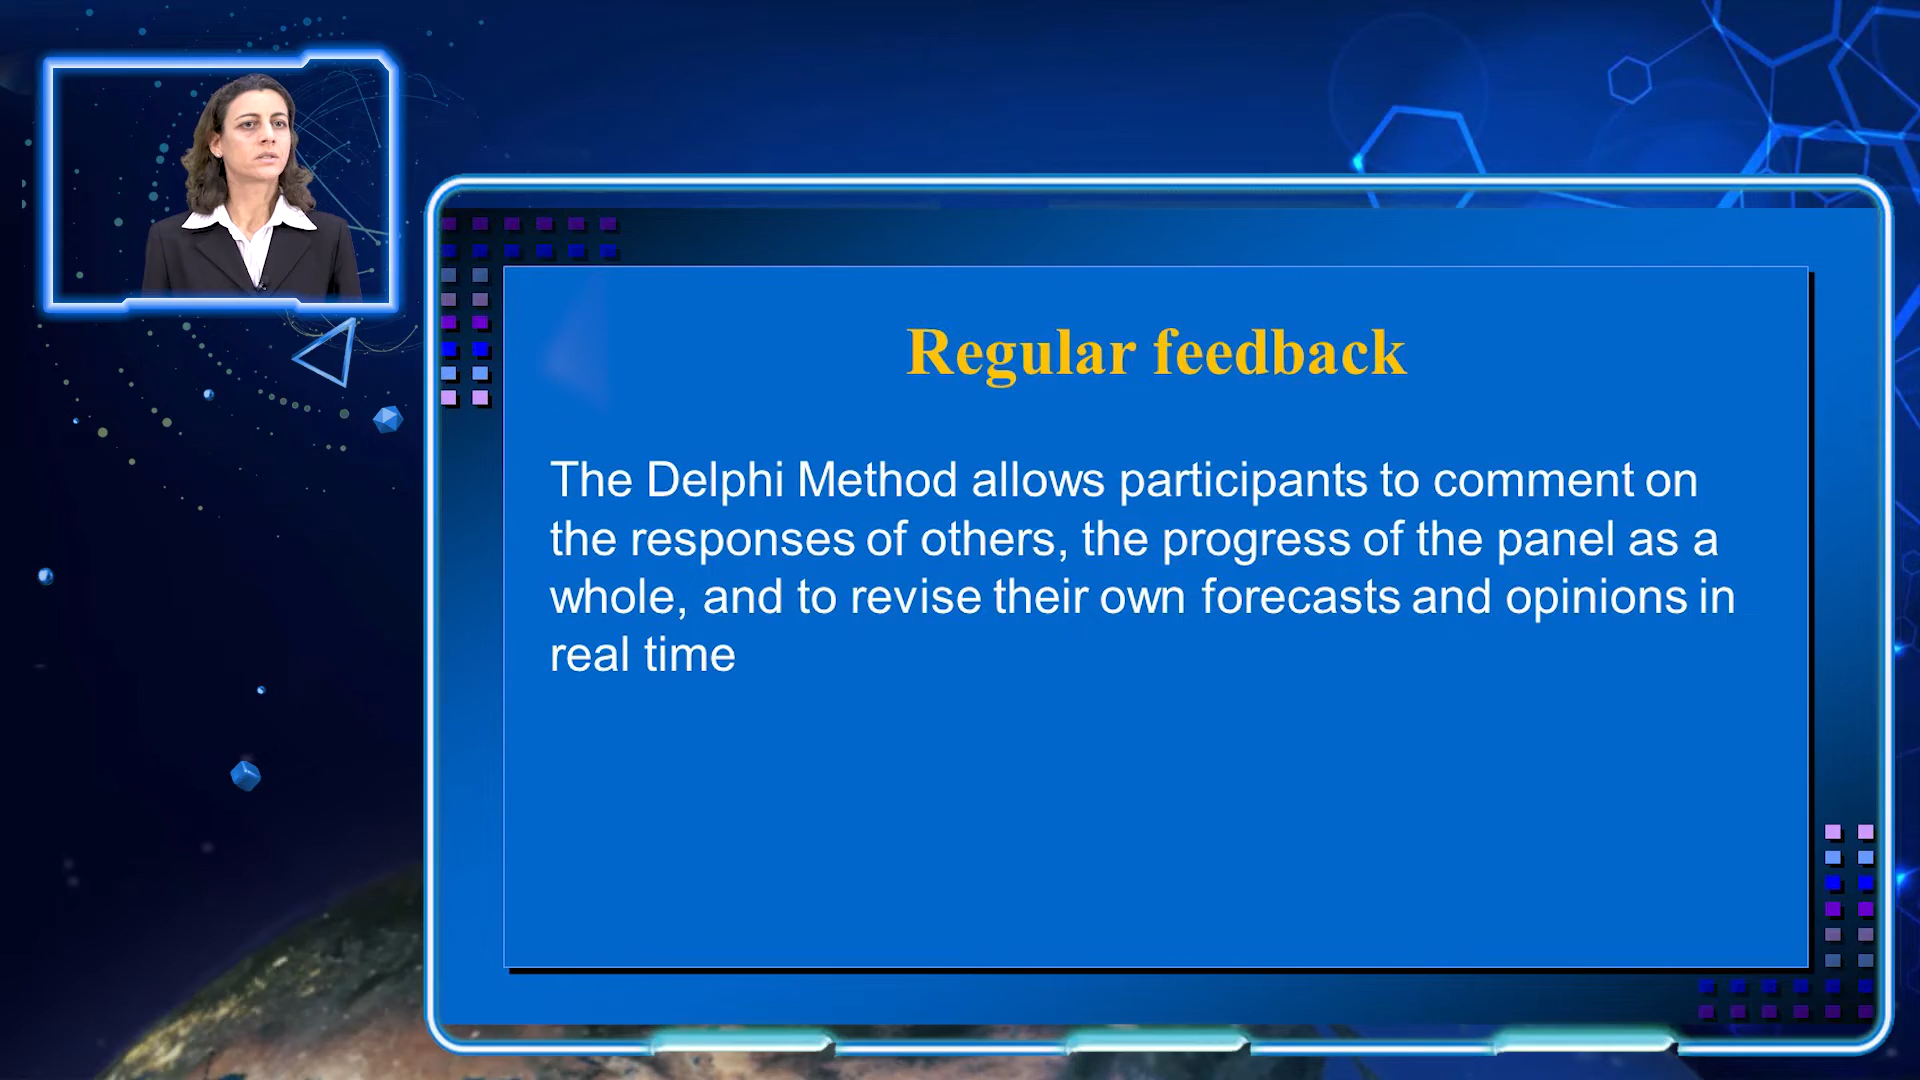 Regular feedback
The Delphi Method allows participants to comment on
the responses of others, the progress of the panel as a
whole, and to revise their own forecasts and opinions in
real time